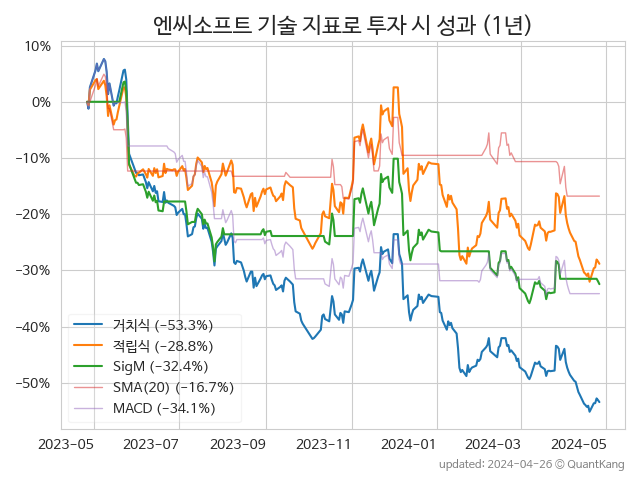 엔씨소프트 기술 지표로 투자 시 성과 (1년)
10%
0%
−10%
−20%
−30%
−40%
−50%
거치식 (−53.3%)
적립식 (−28.8%)
SigM (−32.4%)
SMA(20) (−16.7%)
MACD (−34.1%)
2023-05 2023-07 2023-09 2023-11 2024-01 2024-03 2024-05
updated: 2024-04-26 © QuantKang